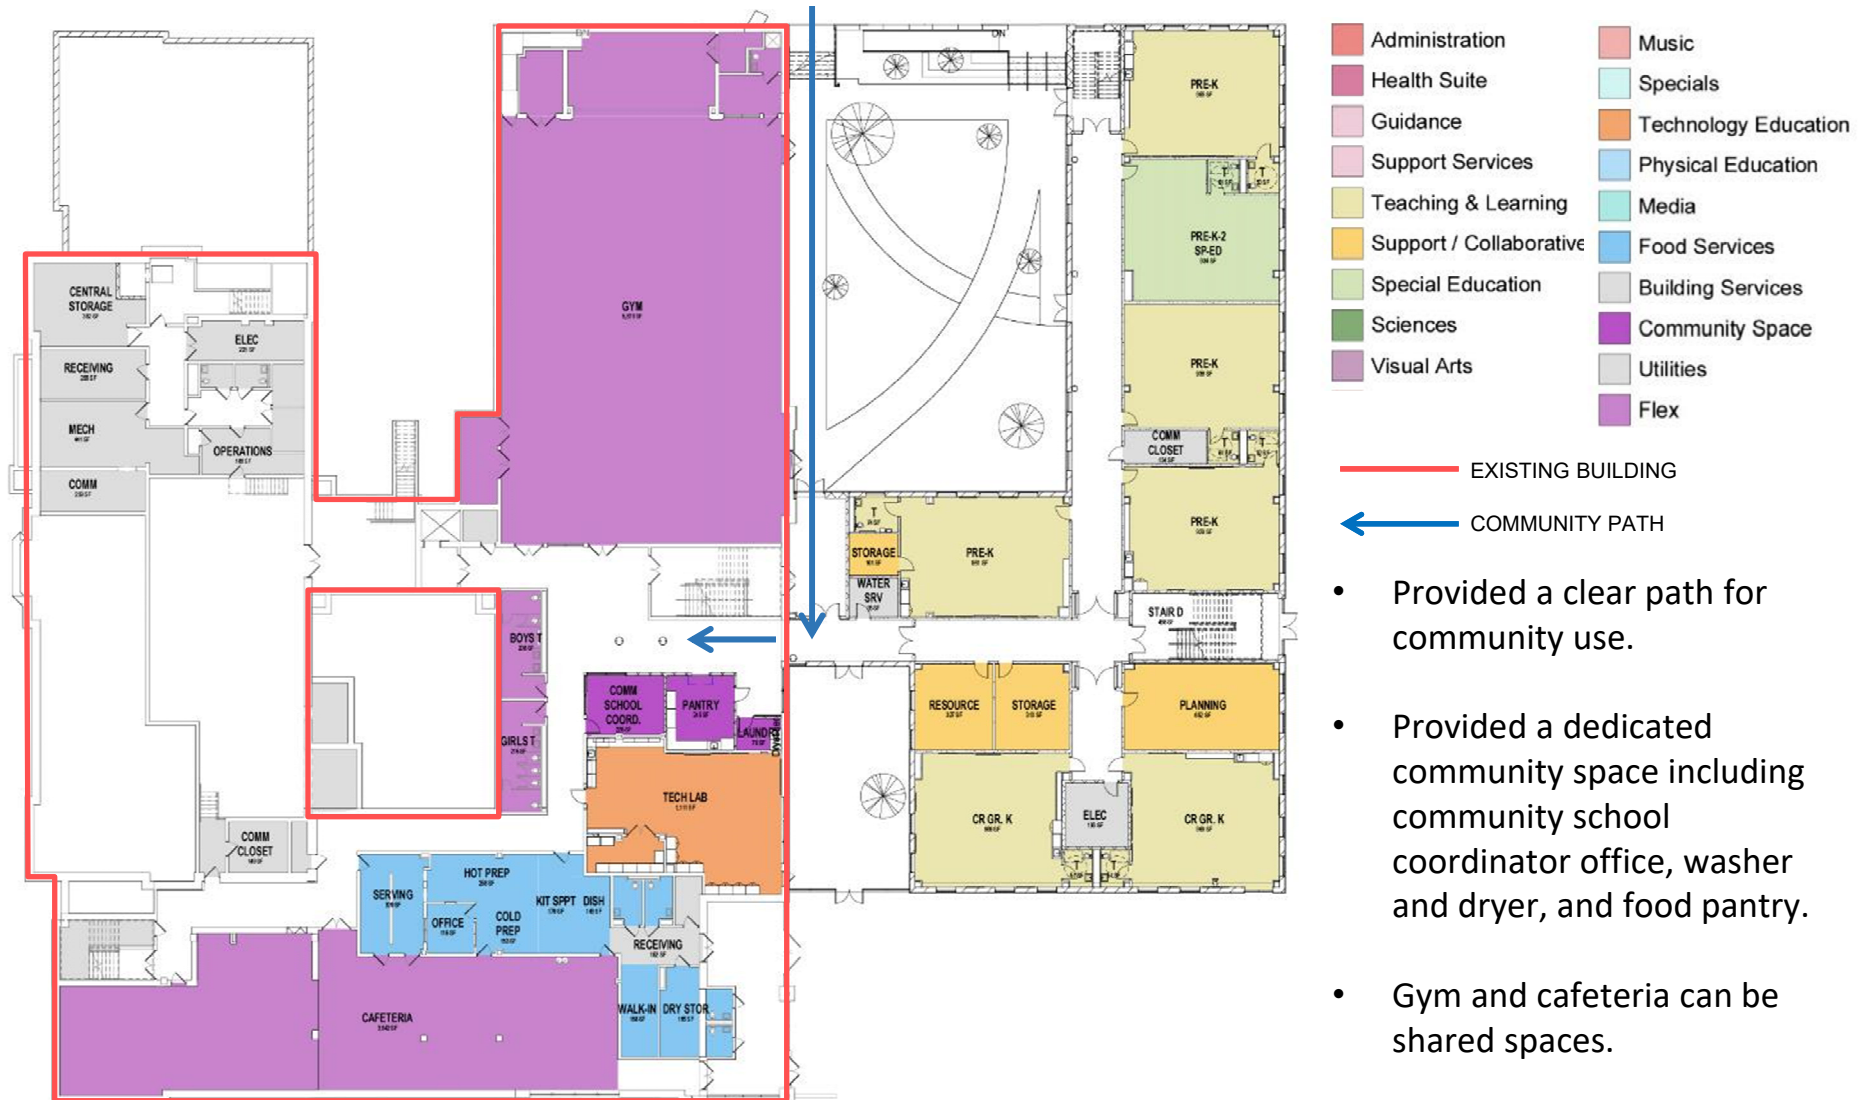 DN
PRE-K
T
T
PRE-K-2
SP-ED
CENTRAL
STORAGE
GYM
ELEC
RECEIVING
PRE-K
MECH
OPERATIONS
COMM
CLOSET
T
T
COMM
PRE-K
T
STORAGE
PRE-K
WATER
SRV
STAIR D
BOYS T
COMM
SCHOOL
COORD.
PANTRY
RESOURCE
STORAGE
PLANNING
GIRLS T
TECH LAB
CR GR. K
ELEC
CR GR. K
COMM
CLOSET
HOT PREP
SERVING
KIT SPPT
DISH
OFFICE
COLD
PREP
RECEIVING
WALK-IN
DRY STOR
CAFETERIA
Administration
Health Suite
Guidance
Support Services
Teaching & Learning
Support / Collaborative
Special Education
Sciences
Visual Arts
Music
Specials
Technology Education
Physical Education
Media
Food Services
Building Services
Community Space
Utilities
Flex
EXISTING BUILDING
COMMUNITY PATH
• Provided a clear path for
community use.
• Provided a dedicated
community space including
community school
coordinator office, washer
and dryer, and food pantry.
• Gym and cafeteria can be
shared spaces.